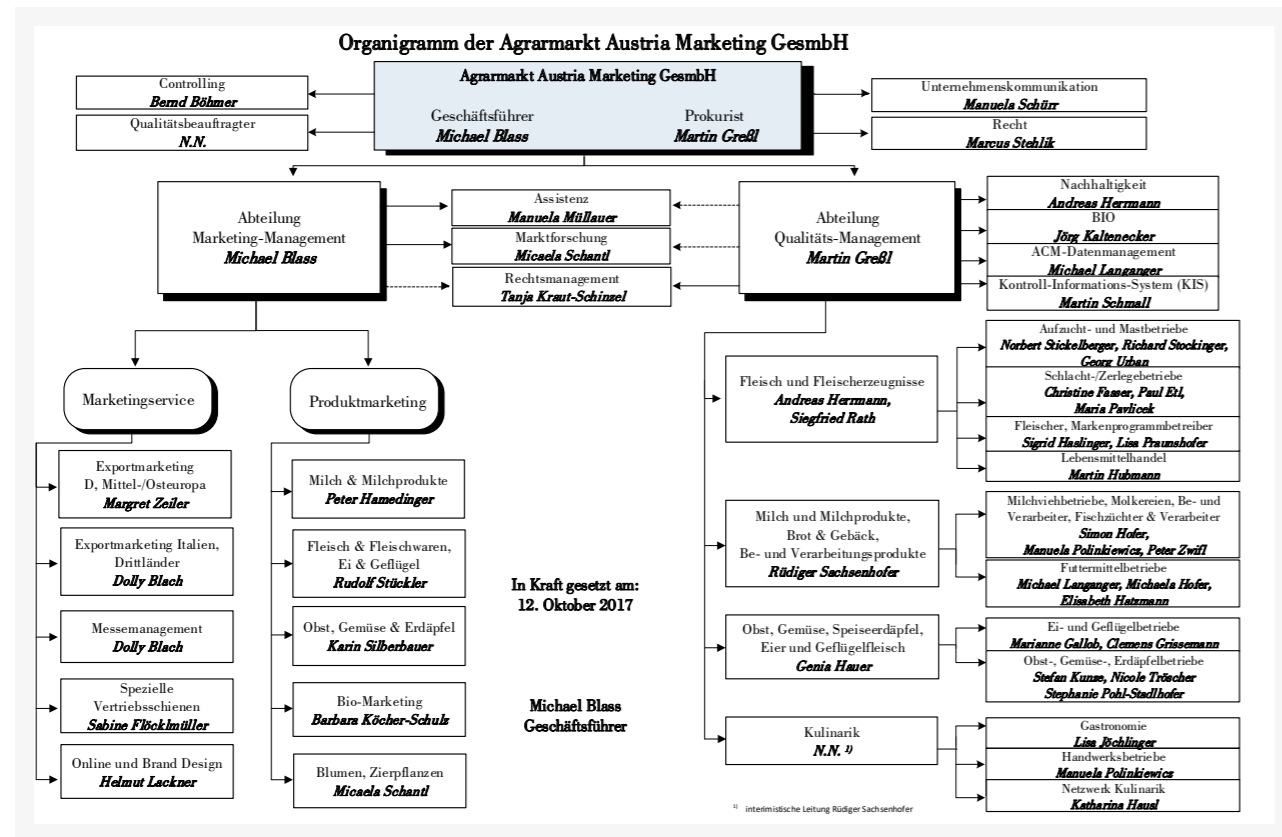 Organigramm der Agrarmarkt Austria Marketing GesmbH
Agrarmarkt Austria Marketing GesmbH
Geschäftsführer
Michael Blass
Prokurist
Martin Greßl
Controlling
Bernd Böhmer
Qualitätsbeauftragter
N.N.
Unternehmenskommunikation
Manuela Schürr
Recht
Marcus Stehlik
Abteilung
Marketing-Management
Michael Blass
Assistenz
Manuela Müllauer
Marktforschung
Micaela Schantl
Rechtsmanagement
Tanja Kraut-Schinzel
Abteilung
Qualitäts-Management
Martin Greßl
Nachhaltigkeit
Andreas Herrmann
BIO
Jörg Kaltenecker
ACM-Datenmanagement
Michael Langanger
Kontroll-Informations-System (KIS)
Martin Schmall
Marketingservice
Exportmarketing
D, Mittel-/Osteuropa
Margret Zeiler
Exportmarketing Italien,
Drittländer
Dolly Blach
Messemanagement
Dolly Blach
Spezielle
Vertriebsschienen
Sabine Flöcklmüller
Online und Brand Design
Helmut Lackner
Produktmarketing
Milch & Milchprodukte
Peter Hamedinger
Fleisch & Fleischwaren,
Ei & Geflügel
Rudolf Stückler
Obst, Gemüse & Erdäpfel
Karin Silberbauer
Bio-Marketing
Barbara Köcher-Schulz
Blumen, Zierpflanzen
Micaela Schantl
In Kraft gesetzt am:
12. Oktober 2017
Michael Blass
Geschäftsführer
Fleisch und Fleischerzeugnisse
Andreas Herrmann,
Siegfried Rath
Aufzucht- und Mastbetriebe
Norbert Stickelberger, Richard Stockinger,
Georg Urban
Schlacht-/Zerlegebetriebe
Christine Fasser, Paul Etl,
Maria Pavlicek
Fleischer, Markenprogrammbetreiber
Sigrid Haslinger, Lisa Praunshofer
Lebensmittelhandel
Martin Hubmann
Milch und Milchprodukte,
Brot & Gebäck,
Be- und Verarbeitungsprodukte
Rüdiger Sachsenhofer
Milchviehbetriebe, Molkereien, Be- und
Verarbeiter, Fischzüchter & Verarbeiter
Simon Hofer,
Manuela Polinkiewicz, Peter Zwifl
Futtermittelbetriebe
Michael Langanger, Michaela Hofer,
Elisabeth Hatzmann
Obst, Gemüse, Speiseerdäpfel,
Eier und Geflügelfleisch
Genia Hauer
Ei- und Geflügelbetriebe
Marianne Gallob, Clemens Grissemann
Obst-, Gemüse-, Erdäpfelbetriebe
Stefan Kunze, Nicole Tröscher
Stephanie Pohl-Stadlhofer
Kulinarik
N.N. 1)
Gastronomie
Lisa Jöchlinger
Handwerksbetriebe
Manuela Polinkiewicz
Netzwerk Kulinarik
Katharina Hausl
1) interimistische Leitung Rüdiger Sachsenhofer